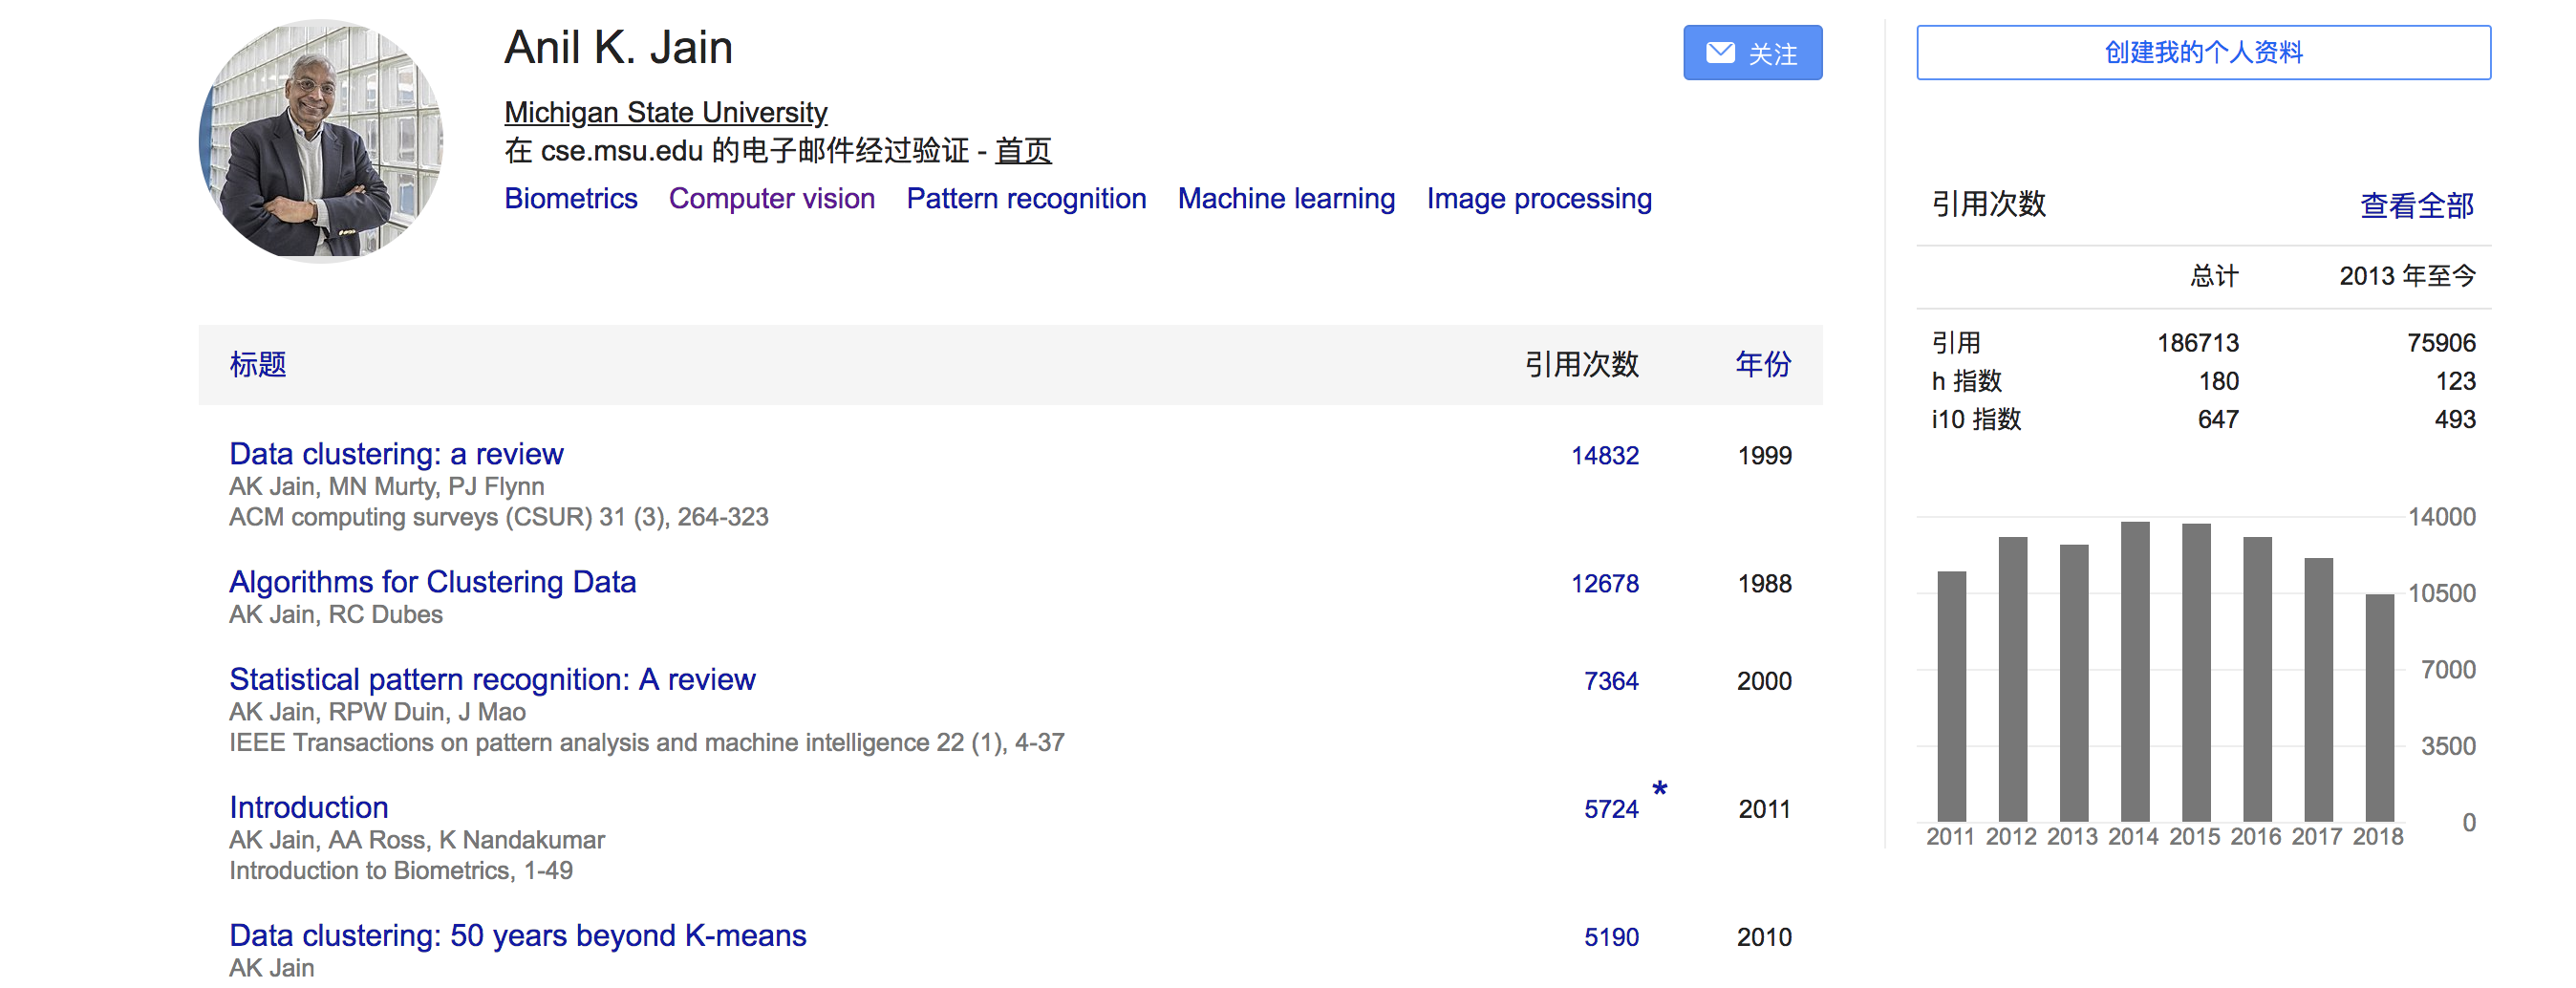 Anil K. Jain
关注
Michigan State University
在 cse.msu.edu 的电子邮件经过验证 - 首页
Biometrics Computer vision Pattern recognition Machine learning Image processing
标题 引用次数 年份
Data clustering: a review 14832 1999
AK Jain, MN Murty, PJ Flynn
ACM computing surveys (CSUR) 31 (3), 264-323
Algorithms for Clustering Data 12678 1988
AK Jain, RC Dubes
Statistical pattern recognition: A review 7364 2000
AK Jain, RPW Duin, J Mao
IEEE Transactions on pattern analysis and machine intelligence 22 (1), 4-37
Introduction 5724 * 2011
AK Jain, AA Ross, K Nandakumar
Introduction to Biometrics, 1-49
Data clustering: 50 years beyond K-means 5190 2010
AK Jain
创建我的个人资料
引用次数 查看全部
总计 2013 年至今
引用 186713 75906
h 指数 180 123
i10 指数 647 493
14000
10500
7000
3500
0
2011 2012 2013 2014 2015 2016 2017 2018